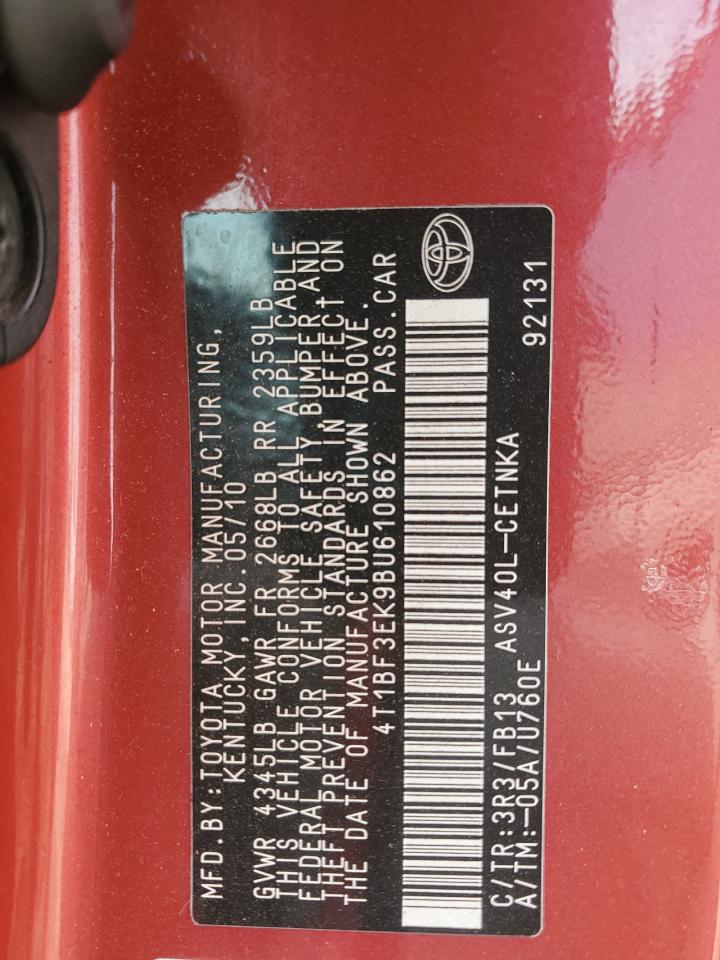 MFD.BY:TOYOTA MOTOR MANUFACTURING,
KENTUCKY,INC.05/10
GVWR 4345LB GAWR FR 2668LB RR 2359LB
THIS VEHICLE CONFORMS TO ALL APPLICABLE
FEDERAL MOTOR VEHICLE SAFETY,BUMPER,AND
THEFT PREVENTION STANDARDS IN EFFECT ON
THE DATE OF MANUFACTURE SHOWN ABOVE.
4T1BF3EK9BU610862 PASS.CAR
C/TR:3R3/FB13 ASV40L-CETNKA
A/TM:-05A/U760E 92131